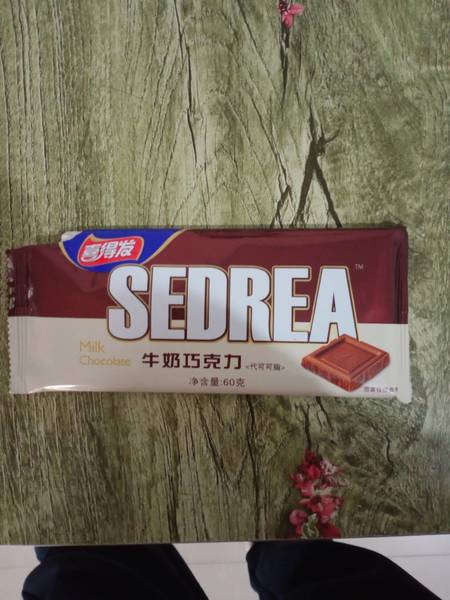 喜得发
SEDREA™
Milk
Chocolate
牛奶巧克力 <代可可脂>
净含量:60克